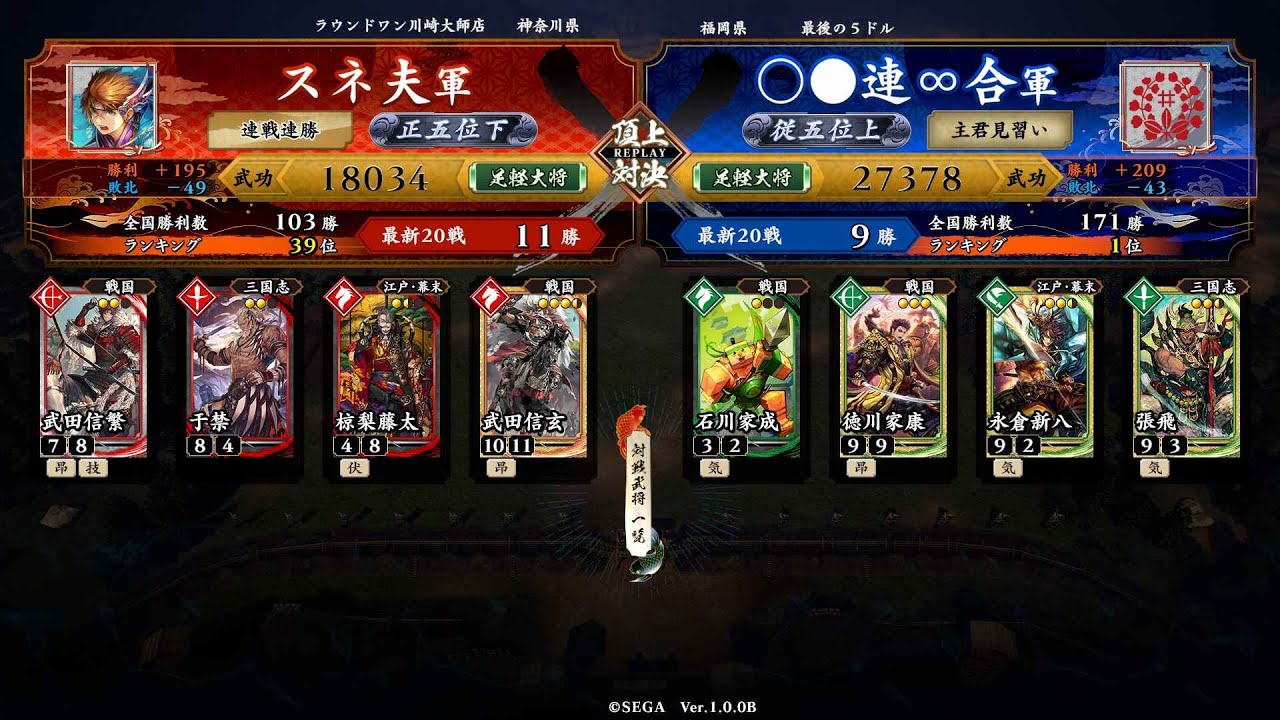 ラウンドワン川崎大師店 神奈川県
福岡県 最後の5ドル
スネ夫軍
○●連∞合軍
連戦連勝
正五位下
従五位上
主君見習い
頂上
REPLAY
対決
勝利 +195
敗北 -49
武功 18034 足軽大将
足軽大将 27378 武功
勝利 +209
敗北 -43
全国勝利数 103勝
ランキング 39位
最新20戦 11勝
最新20戦 9勝
全国勝利数 171勝
ランキング 1位
戦国 三国志 江戸・幕末 戦国
戦国 戦国 江戸・幕末 三国志
武田信繁 于禁 椋梨藤太 武田信玄
石川家成 徳川家康 永倉新八 張飛
7 8
8 4
4 8
10 11
3 2
9 9
9 2
9 3
昂 技
伏
昂
気
昂
気
気
対戦武将一覧
©SEGA Ver.1.0.0B